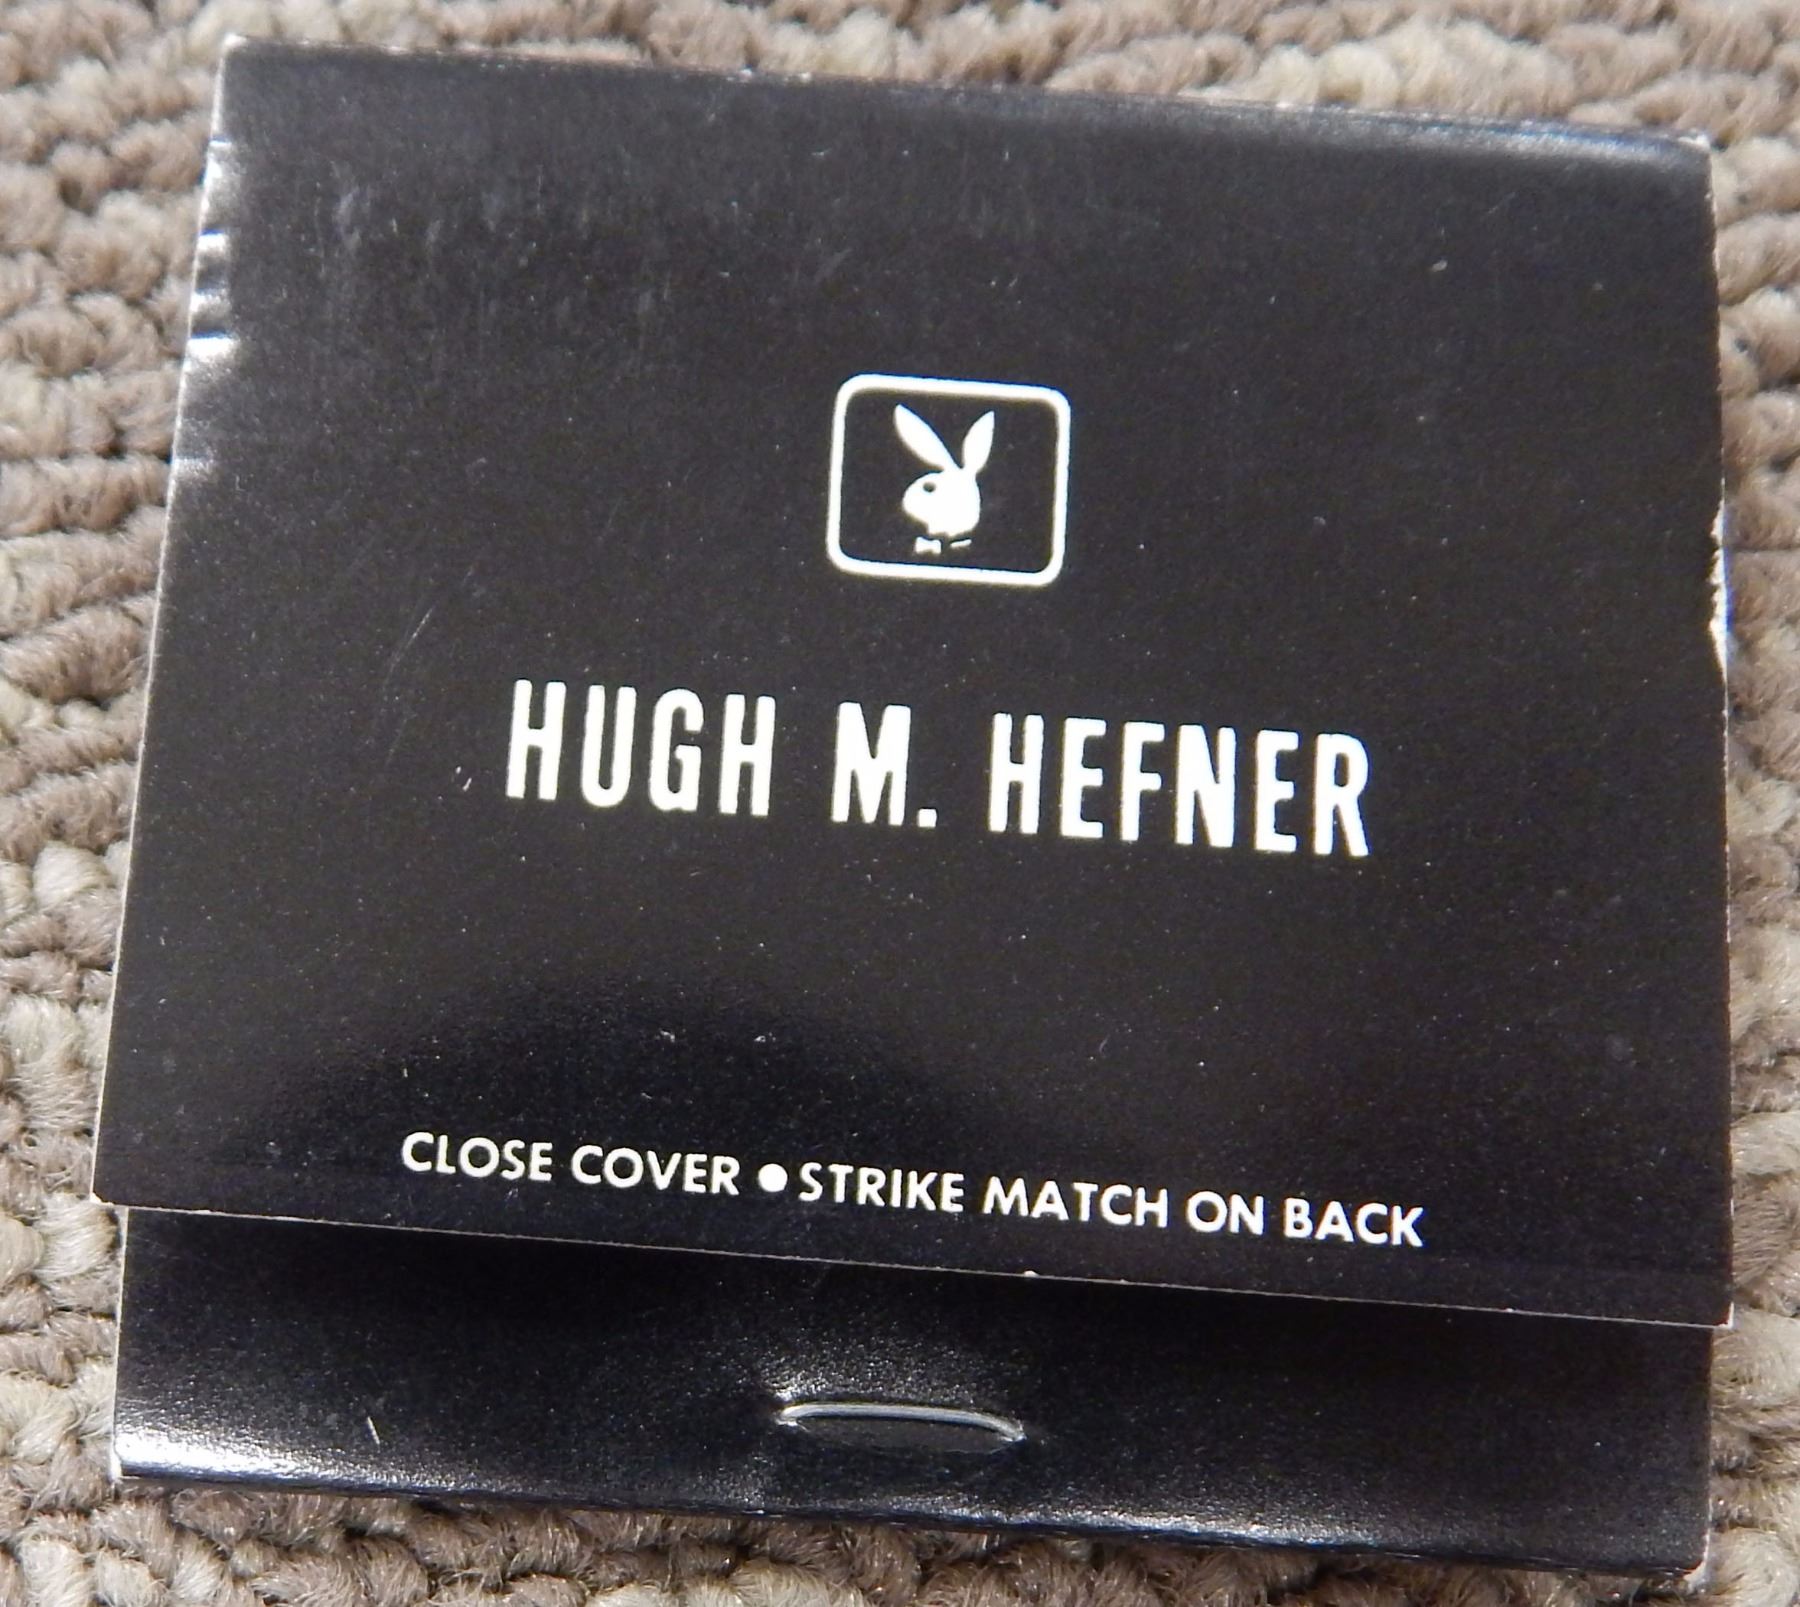 HUGH M. HEFNER
CLOSE COVER ● STRIKE MATCH ON BACK